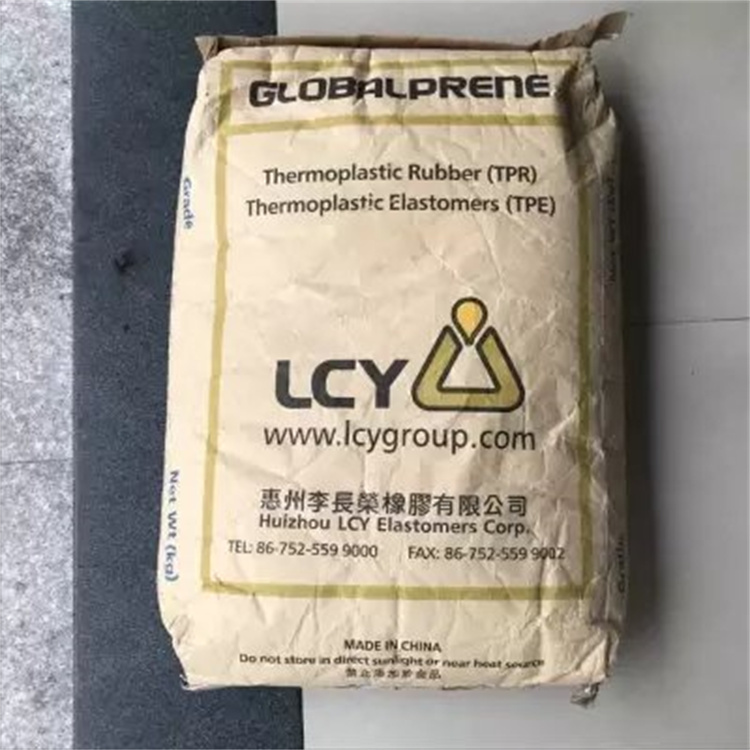 GLOBALPRENE
Thermoplastic Rubber (TPR)
Thermoplastic Elastomers (TPE)
Grade
LCY
www.lcygroup.com
惠州李長榮橡膠有限公司
Huizhou LCY Elastomers Corp.
TEL: 86-752-559 9000 FAX: 86-752-559 9002
Net Wt (kg)
MADE IN CHINA
Do not store in direct sunlight or near heat source